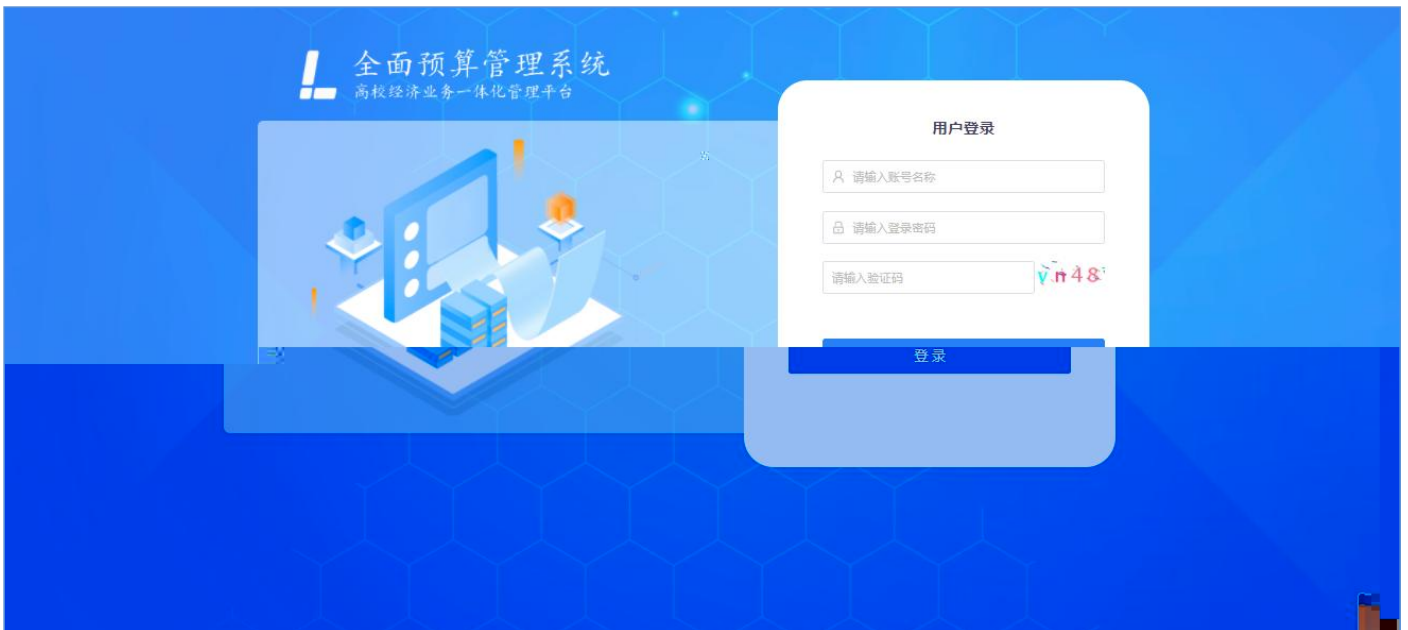 全面预算管理系统
高校经济业务一体化管理平台
用户登录
请输入账号名称
请输入登录密码
请输入验证码
yn48
登录